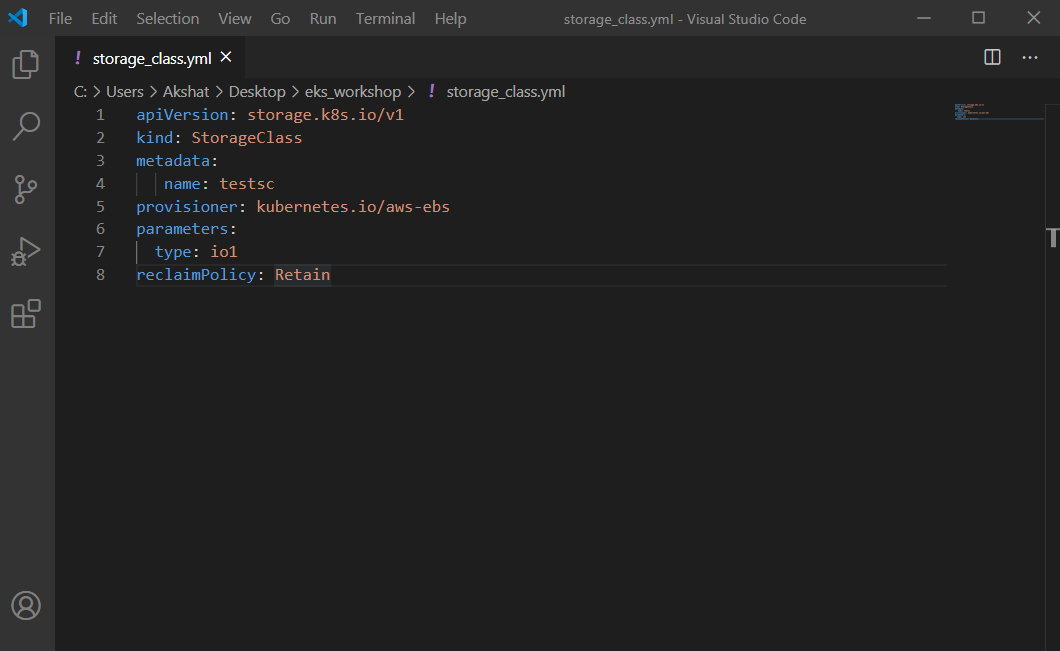 File Edit Selection View Go Run Terminal Help storage_class.yml - Visual Studio Code
! storage_class.yml
C: > Users > Akshat > Desktop > eks_workshop > ! storage_class.yml
1 apiVersion: storage.k8s.io/v1
2 kind: StorageClass
3 metadata:
4    name: testsc
5 provisioner: kubernetes.io/aws-ebs
6 parameters:
7   type: io1
8 reclaimPolicy: Retain